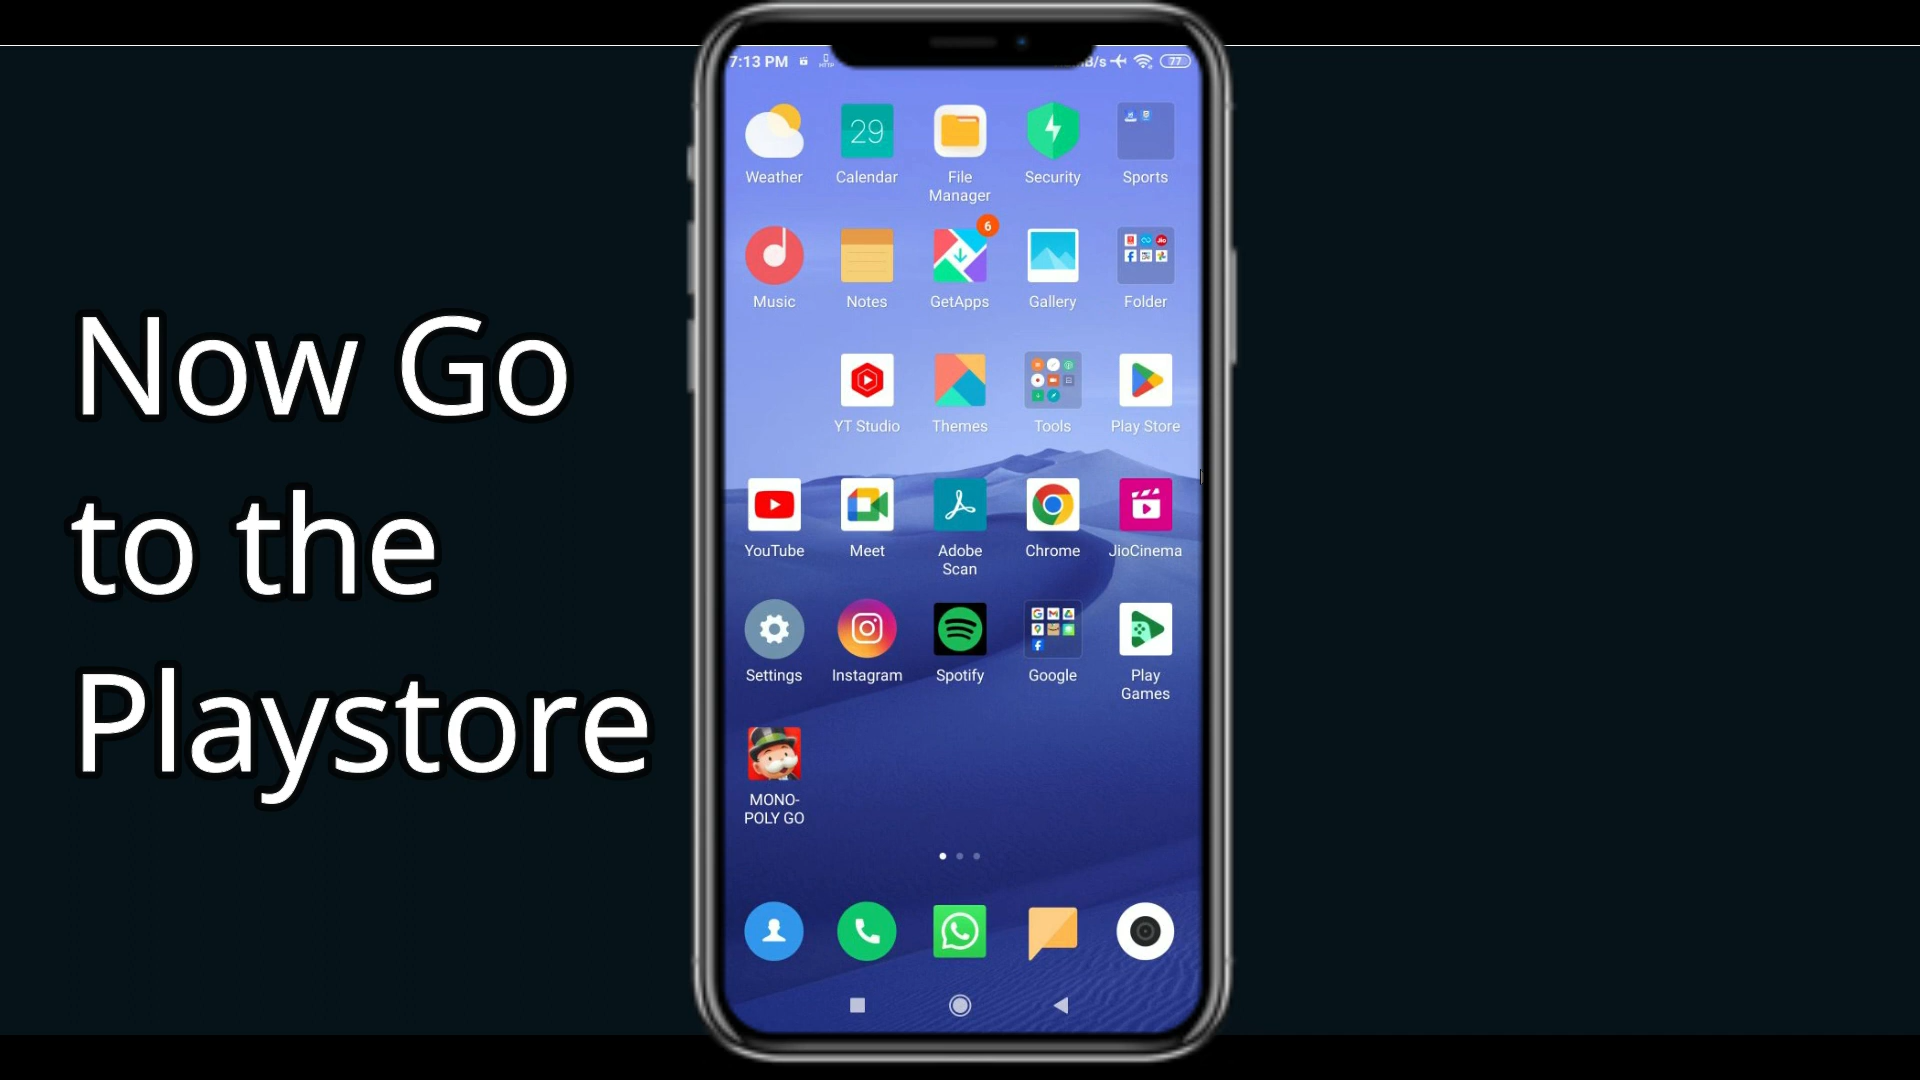 7:13 PM
B/s
77
29
Weather
Calendar
File
Manager
Security
Sports
6
Music
Notes
GetApps
Gallery
Jio
Folder
YT Studio
Themes
Tools
Play Store
YouTube
Meet
Adobe
Scan
Chrome
JioCinema
Settings
Instagram
Spotify
Google
Play
Games
MONO-
POLY GO
Now Go
to the
Playstore